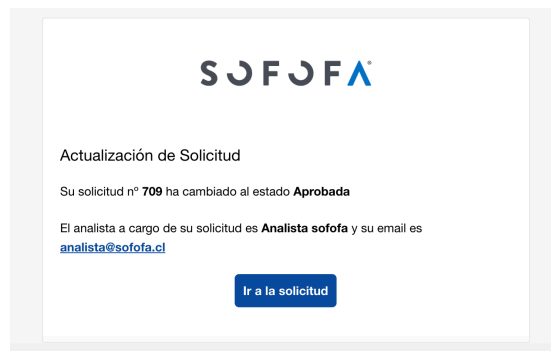 SOFOFA
Actualización de Solicitud
Su solicitud nº 709 ha cambiado al estado Aprobada
El analista a cargo de su solicitud es Analista sofofa y su email es
analista@sofofa.cl
Ir a la solicitud